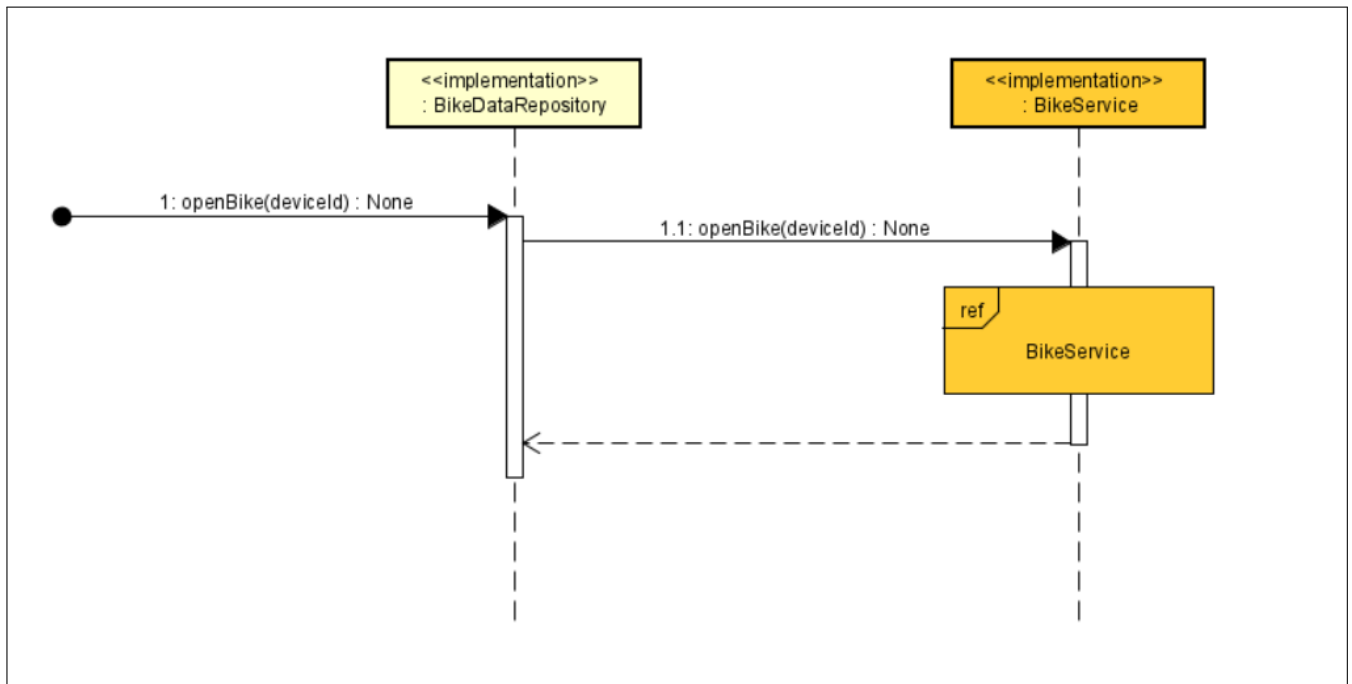 <<implementation>>
: BikeDataRepository
<<implementation>>
: BikeService
1: openBike(deviceId) : None
1.1: openBike(deviceId) : None
ref
BikeService